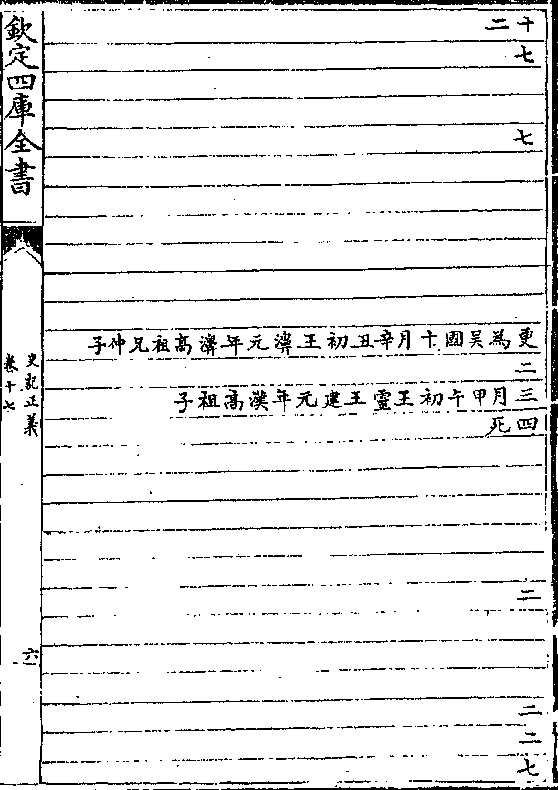 十二
七
七
更為吳國十月辛丑初王濞元年濞高祖兄仲子
二
三月甲午初王靈王建元年漢高祖子
四死
二
二
二
七
欽定四庫全書
史記正義
卷十七
六